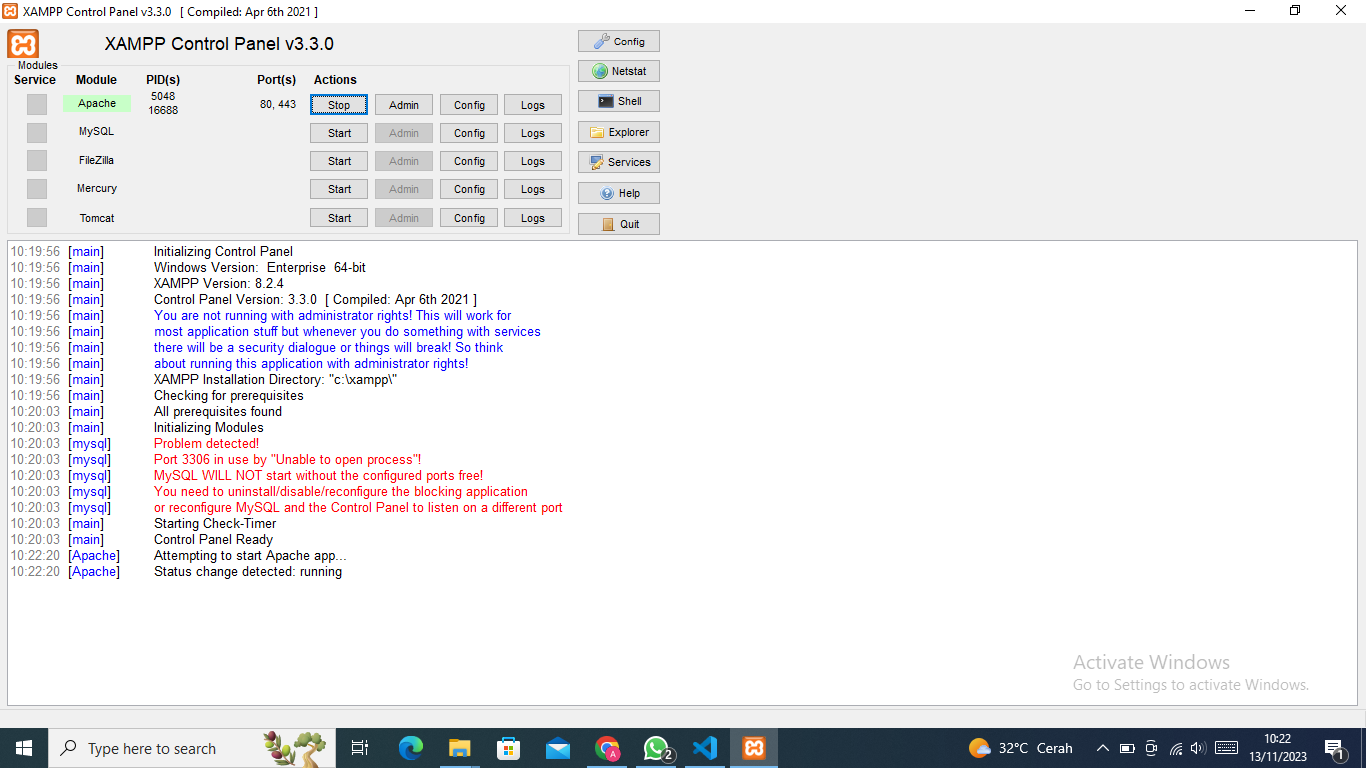 XAMPP Control Panel v3.3.0 [ Compiled: Apr 6th 2021 ]
XAMPP Control Panel v3.3.0
Config
Modules
Service Module PID(s) Port(s) Actions
Netstat
Apache 5048 16688 80, 443 Stop Admin Config Logs
Shell
MySQL Start Admin Config Logs
Explorer
FileZilla Start Admin Config Logs
Services
Mercury Start Admin Config Logs
Help
Tomcat Start Admin Config Logs
Quit
10:19:56 [main] Initializing Control Panel
10:19:56 [main] Windows Version: Enterprise 64-bit
10:19:56 [main] XAMPP Version: 8.2.4
10:19:56 [main] Control Panel Version: 3.3.0 [ Compiled: Apr 6th 2021 ]
10:19:56 [main] You are not running with administrator rights! This will work for
10:19:56 [main] most application stuff but whenever you do something with services
10:19:56 [main] there will be a security dialogue or things will break! So think
10:19:56 [main] about running this application with administrator rights!
10:19:56 [main] XAMPP Installation Directory: "c:\xampp\"
10:19:56 [main] Checking for prerequisites
10:20:03 [main] All prerequisites found
10:20:03 [main] Initializing Modules
10:20:03 [mysql] Problem detected!
10:20:03 [mysql] Port 3306 in use by "Unable to open process"!
10:20:03 [mysql] MySQL WILL NOT start without the configured ports free!
10:20:03 [mysql] You need to uninstall/disable/reconfigure the blocking application
10:20:03 [mysql] or reconfigure MySQL and the Control Panel to listen on a different port
10:20:03 [main] Starting Check-Timer
10:20:03 [main] Control Panel Ready
10:22:20 [Apache] Attempting to start Apache app...
10:22:20 [Apache] Status change detected: running
Activate Windows
Go to Settings to activate Windows.
Type here to search
A
2
32°C Cerah
10:22
13/11/2023
1